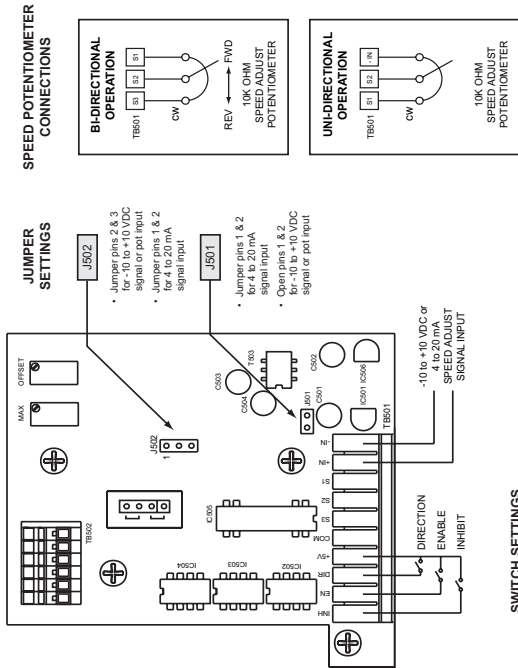 SPEED POTENTIOMETER
CONNECTIONS
BI-DIRECTIONAL
OPERATION
TB501
S3
S2
S1
CW
REV
FWD
10K OHM
SPEED ADJUST
POTENTIOMETER
UNI-DIRECTIONAL
OPERATION
TB501
S1
S2
- IN
CW
10K OHM
SPEED ADJUST
POTENTIOMETER
JUMPER
SETTINGS
J502
• Jumper pins 2 & 3
for -10 to +10 VDC
signal or pot input
• Jumper pins 1 & 2
for 4 to 20 mA
signal input
J501
• Jumper pins 1 & 2
for 4 to 20 mA
signal input
• Open pins 1 & 2
for -10 to +10 VDC
signal or pot input
MAX
OFFSET
TB502
J502
1
IC504
IC503
IC502
IC505
C503
C504
T503
C502
J501
C501
IC501
IC506
TB501
INH
EN
DIR
+5V
COM
S3
S2
S1
+IN
-IN
DIRECTION
ENABLE
INHIBIT
-10 to +10 VDC or
4 to 20 mA
SPEED ADJUST
SIGNAL INPUT
SWITCH SETTINGS